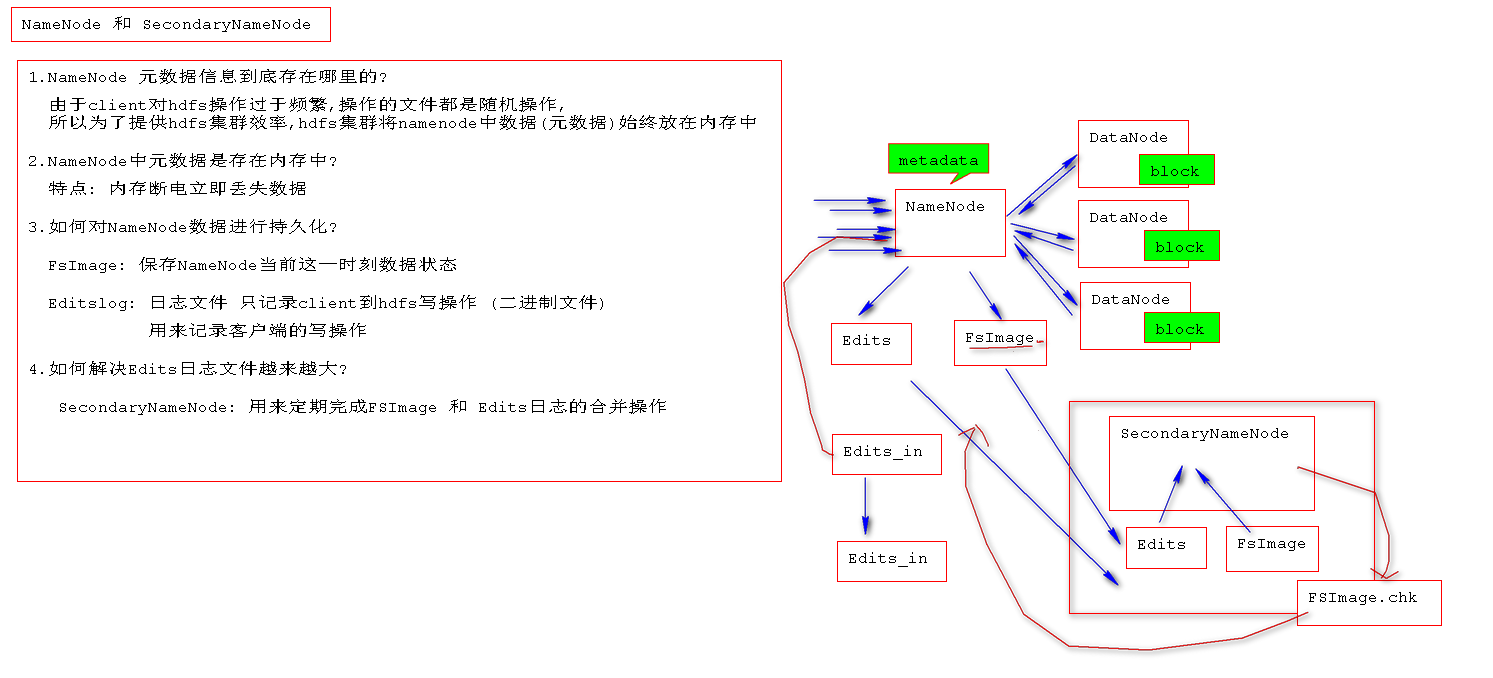 NameNode 和 SecondaryNameNode
1.NameNode 元数据信息到底存在哪里的?
由于client对hdfs操作过于频繁,操作的文件都是随机操作,
所以为了提供hdfs集群效率,hdfs集群将namenode中数据(元数据)始终放在内存中
2.NameNode中元数据是存在内存中?
特点: 内存断电立即丢失数据
3.如何对NameNode数据进行持久化?
FsImage: 保存NameNode当前这一时刻数据状态
Editslog: 日志文件 只记录client到hdfs写操作 (二进制文件)
用来记录客户端的写操作
4.如何解决Edits日志文件越来越大?
SecondaryNameNode: 用来定期完成FSImage 和 Edits日志的合并操作
metadata
NameNode
DataNode
block
DataNode
block
DataNode
block
Edits
FsImage
Edits_in
Edits_in
SecondaryNameNode
Edits
FsImage
FSImage.chk